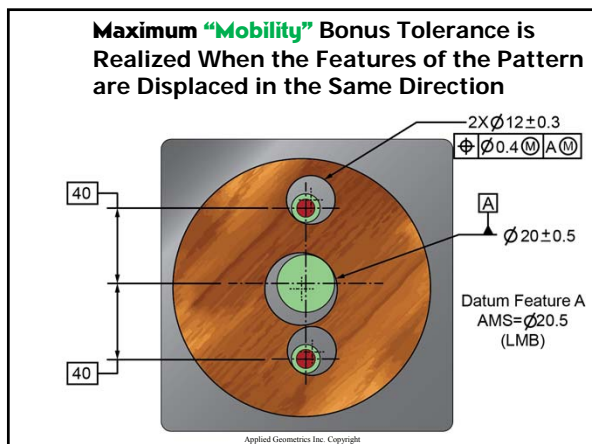 Maximum “Mobility” Bonus Tolerance is
Realized When the Features of the Pattern
are Displaced in the Same Direction
2XØ12±0.3
⌖ Ø0.4Ⓜ AⓂ
40
A
Ø20±0.5
Datum Feature A
AMS=Ø20.5
(LMB)
40
Applied Geometrics Inc. Copyright